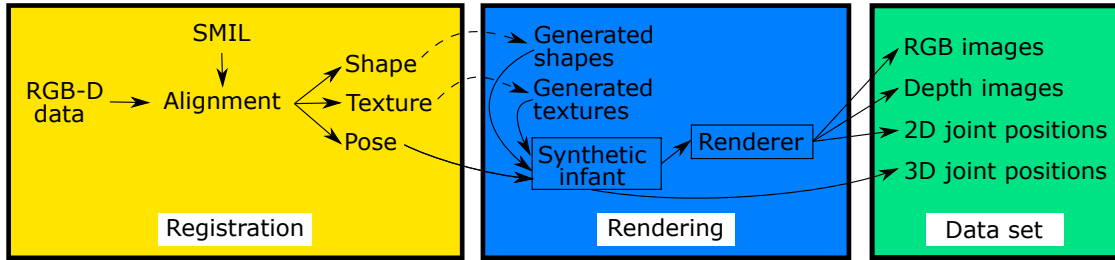 SMIL
RGB-D
data
Alignment
Shape
Texture
Pose
Registration
Generated
shapes
Generated
textures
Synthetic
infant
Renderer
Rendering
RGB images
Depth images
2D joint positions
3D joint positions
Data set